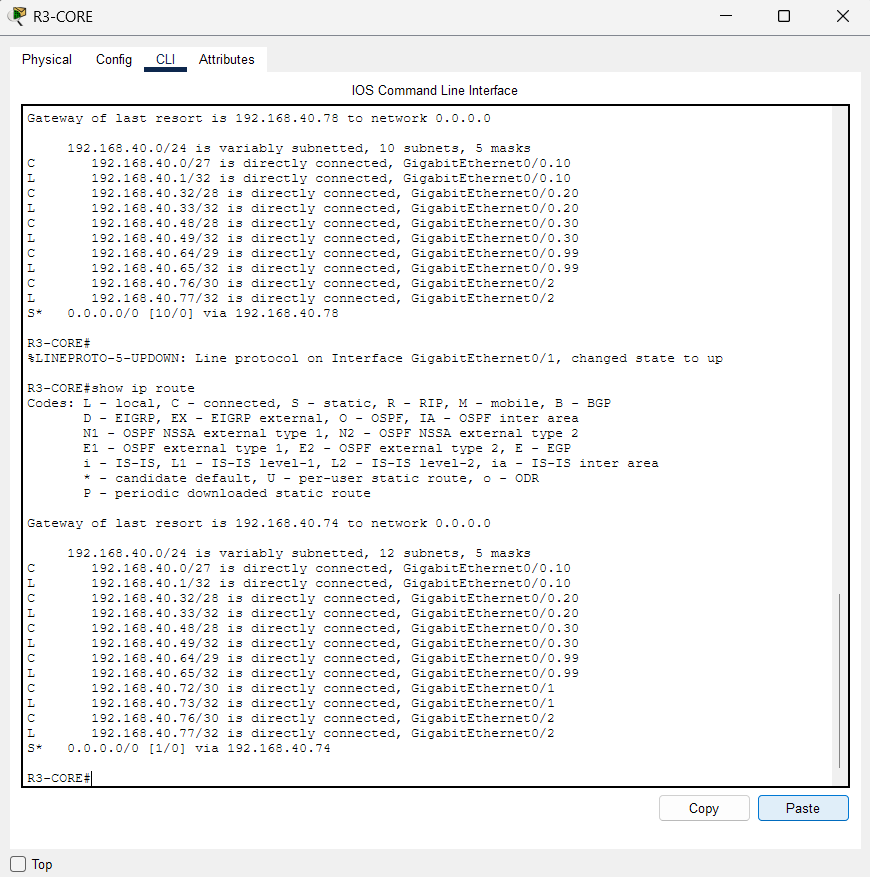 R3-CORE
Physical Config CLI Attributes
IOS Command Line Interface
Gateway of last resort is 192.168.40.78 to network 0.0.0.0
192.168.40.0/24 is variably subnetted, 10 subnets, 5 masks
C 192.168.40.0/27 is directly connected, GigabitEthernet0/0.10
L 192.168.40.1/32 is directly connected, GigabitEthernet0/0.10
C 192.168.40.32/28 is directly connected, GigabitEthernet0/0.20
L 192.168.40.33/32 is directly connected, GigabitEthernet0/0.20
C 192.168.40.48/28 is directly connected, GigabitEthernet0/0.30
L 192.168.40.49/32 is directly connected, GigabitEthernet0/0.30
C 192.168.40.64/29 is directly connected, GigabitEthernet0/0.99
L 192.168.40.65/32 is directly connected, GigabitEthernet0/0.99
C 192.168.40.76/30 is directly connected, GigabitEthernet0/2
L 192.168.40.77/32 is directly connected, GigabitEthernet0/2
S* 0.0.0.0/0 [10/0] via 192.168.40.78
R3-CORE#
%LINEPROTO-5-UPDOWN: Line protocol on Interface GigabitEthernet0/1, changed state to up
R3-CORE#show ip route
Codes: L - local, C - connected, S - static, R - RIP, M - mobile, B - BGP
D - EIGRP, EX - EIGRP external, O - OSPF, IA - OSPF inter area
N1 - OSPF NSSA external type 1, N2 - OSPF NSSA external type 2
E1 - OSPF external type 1, E2 - OSPF external type 2, E - EGP
i - IS-IS, L1 - IS-IS level-1, L2 - IS-IS level-2, ia - IS-IS inter area
* - candidate default, U - per-user static route, o - ODR
P - periodic downloaded static route
Gateway of last resort is 192.168.40.74 to network 0.0.0.0
192.168.40.0/24 is variably subnetted, 12 subnets, 5 masks
C 192.168.40.0/27 is directly connected, GigabitEthernet0/0.10
L 192.168.40.1/32 is directly connected, GigabitEthernet0/0.10
C 192.168.40.32/28 is directly connected, GigabitEthernet0/0.20
L 192.168.40.33/32 is directly connected, GigabitEthernet0/0.20
C 192.168.40.48/28 is directly connected, GigabitEthernet0/0.30
L 192.168.40.49/32 is directly connected, GigabitEthernet0/0.30
C 192.168.40.64/29 is directly connected, GigabitEthernet0/0.99
L 192.168.40.65/32 is directly connected, GigabitEthernet0/0.99
C 192.168.40.72/30 is directly connected, GigabitEthernet0/1
L 192.168.40.73/32 is directly connected, GigabitEthernet0/1
C 192.168.40.76/30 is directly connected, GigabitEthernet0/2
L 192.168.40.77/32 is directly connected, GigabitEthernet0/2
S* 0.0.0.0/0 [1/0] via 192.168.40.74
R3-CORE#
Copy Paste
Top